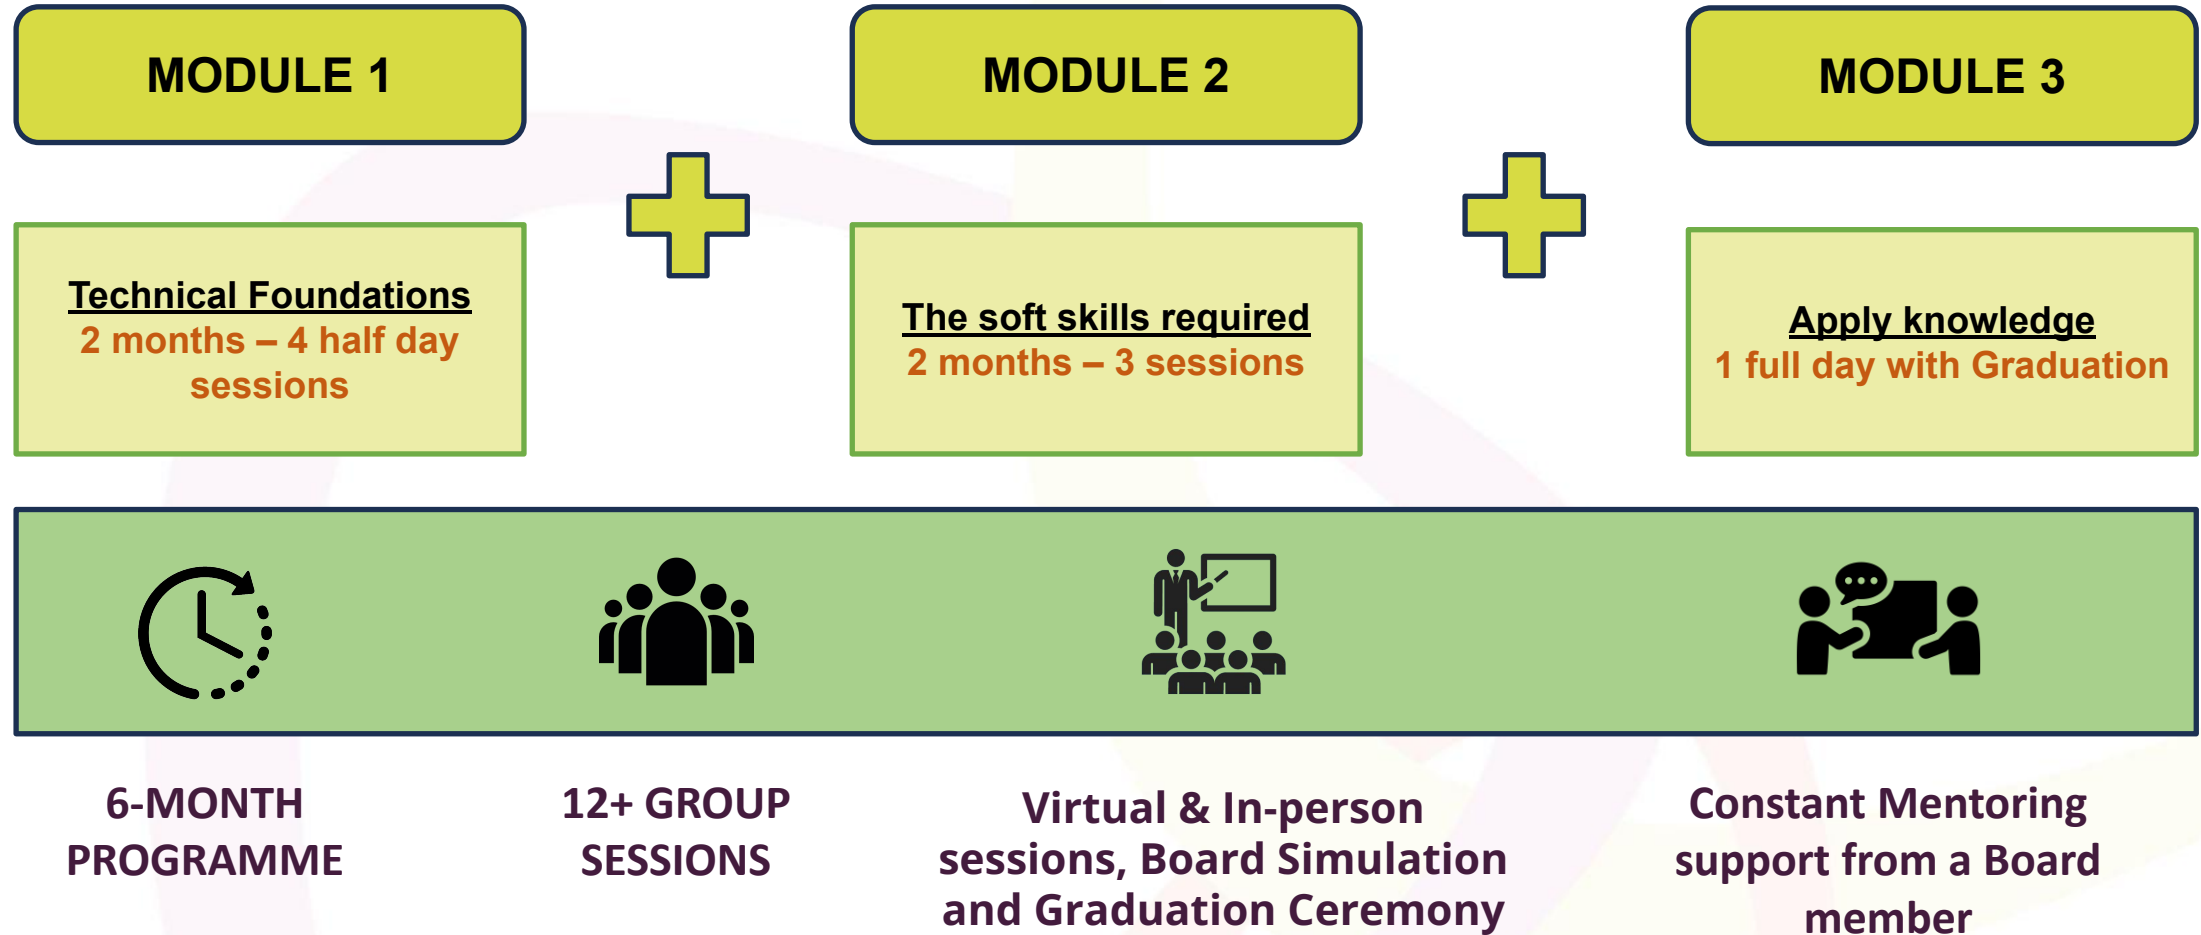 MODULE 1
MODULE 2
MODULE 3
Technical Foundations
2 months – 4 half day
sessions
The soft skills required
2 months – 3 sessions
Apply knowledge
1 full day with Graduation
6-MONTH
PROGRAMME
12+ GROUP
SESSIONS
Virtual & In-person
sessions, Board Simulation
and Graduation Ceremony
Constant Mentoring
support from a Board
member